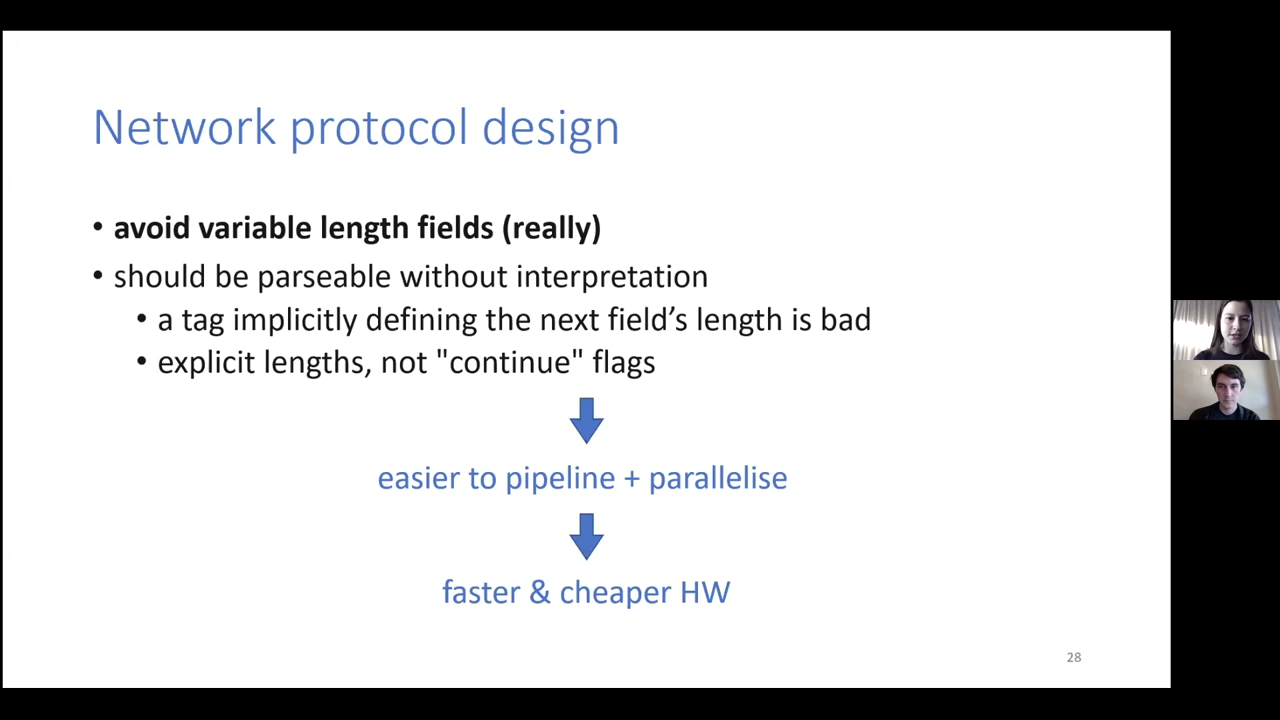 Network protocol design
• avoid variable length fields (really)
• should be parseable without interpretation
• a tag implicitly defining the next field’s length is bad
• explicit lengths, not "continue" flags
easier to pipeline + parallelise
faster & cheaper HW
28